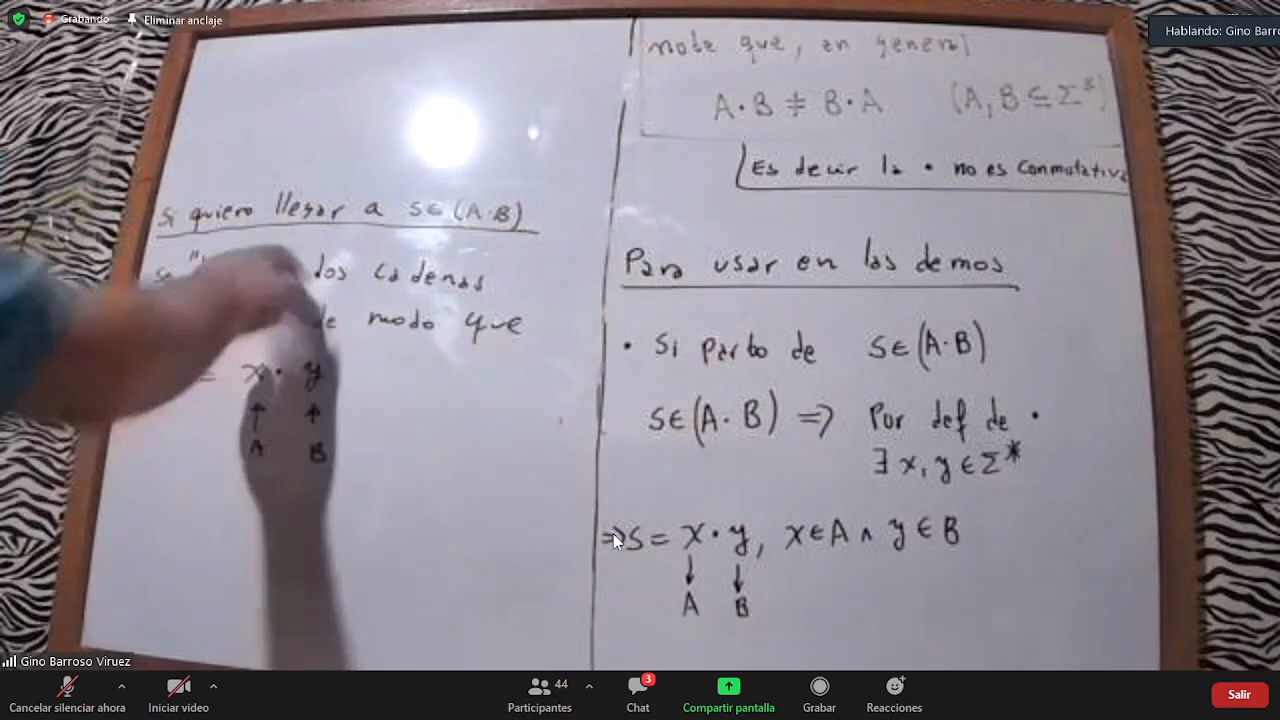 Grabando
Eliminar anclaje
Hablando: Gino Barro
note que, en general
A·B ≠ B·A (A, B ⊆ Σ*)
Es decir la · no es conmutativa
Si quiero llegar a s∈(A·B)
dos cadenas
de modo que
= x · y
↑ ↑
A B
Para usar en las demos
• Si parto de s∈(A·B)
s∈(A·B) ⇒ Por def de ·
∃ x, y ∈ Σ*
⇒ s = x · y, x∈A ∧ y∈B
↓ ↓
A B
Gino Barroso Viruez
Cancelar silenciar ahora
Iniciar video
44
Participantes
3
Chat
Compartir pantalla
Grabar
Reacciones
Salir